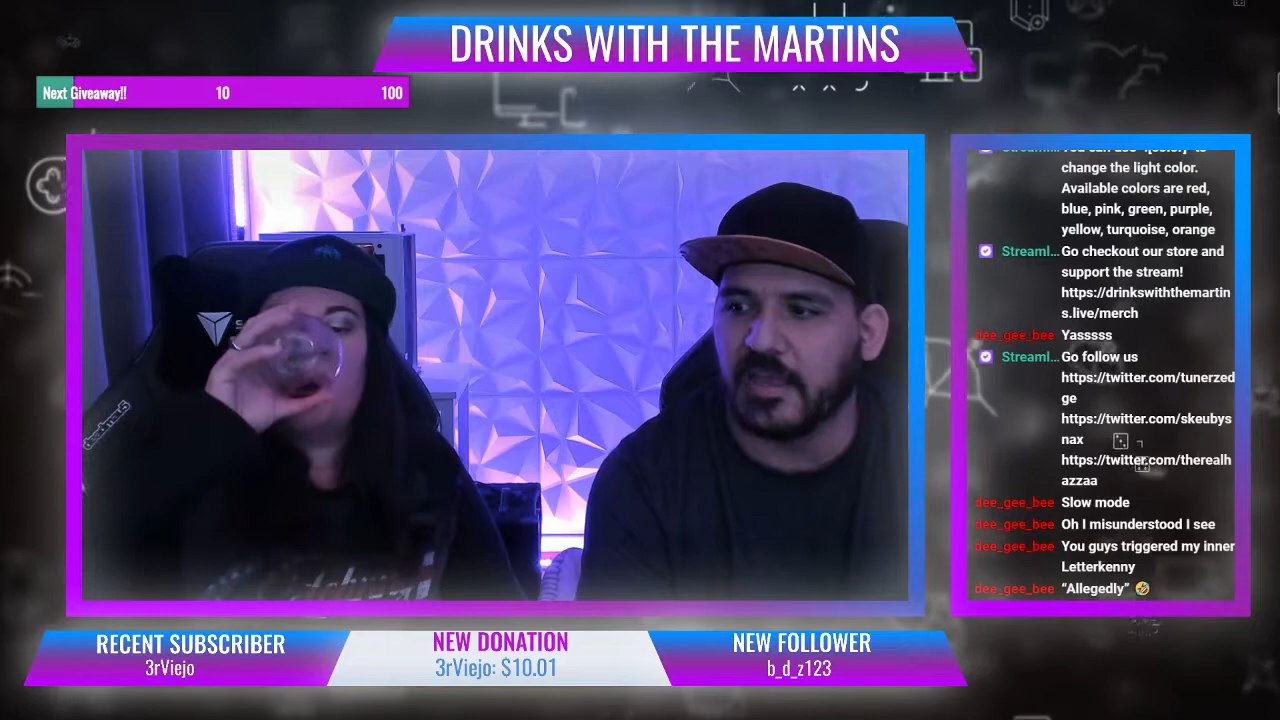 DRINKS WITH THE MARTINS
Next Giveaway!! 10 100
change the light color.
Available colors are red,
blue, pink, green, purple,
yellow, turquoise, orange
Streaml... Go checkout our store and
support the stream!
https://drinkswiththemartin
s.live/merch
dee_gee_bee Yasssss
Streaml... Go follow us
https://twitter.com/tunerzed
ge
https://twitter.com/skeubys
nax
https://twitter.com/therealh
azzaa
dee_gee_bee Slow mode
dee_gee_bee Oh I misunderstood I see
dee_gee_bee You guys triggered my inner
Letterkenny
dee_gee_bee “Allegedly” 🤣
deadmau5
RECENT SUBSCRIBER
3rViejo
NEW DONATION
3rViejo: $10.01
NEW FOLLOWER
b_d_z123